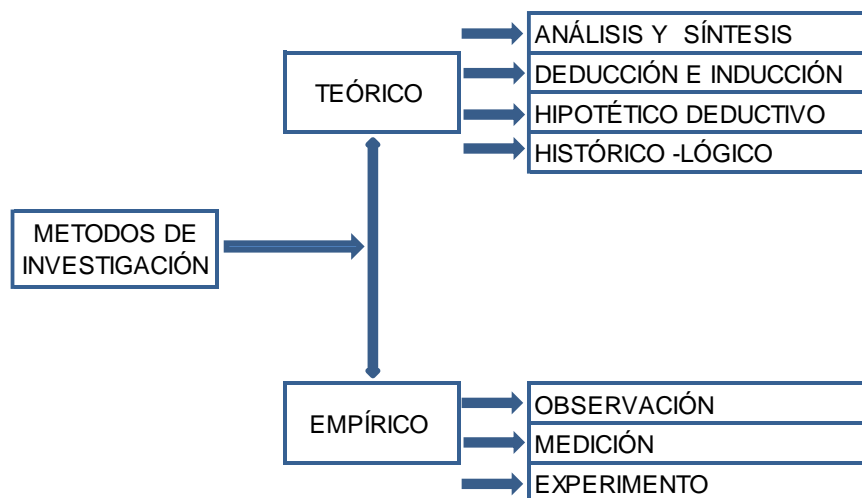 ANÁLISIS Y SÍNTESIS
DEDUCCIÓN E INDUCCIÓN
TEÓRICO
HIPOTÉTICO DEDUCTIVO
HISTÓRICO -LÓGICO
METODOS DE
INVESTIGACIÓN
OBSERVACIÓN
EMPÍRICO
MEDICIÓN
EXPERIMENTO